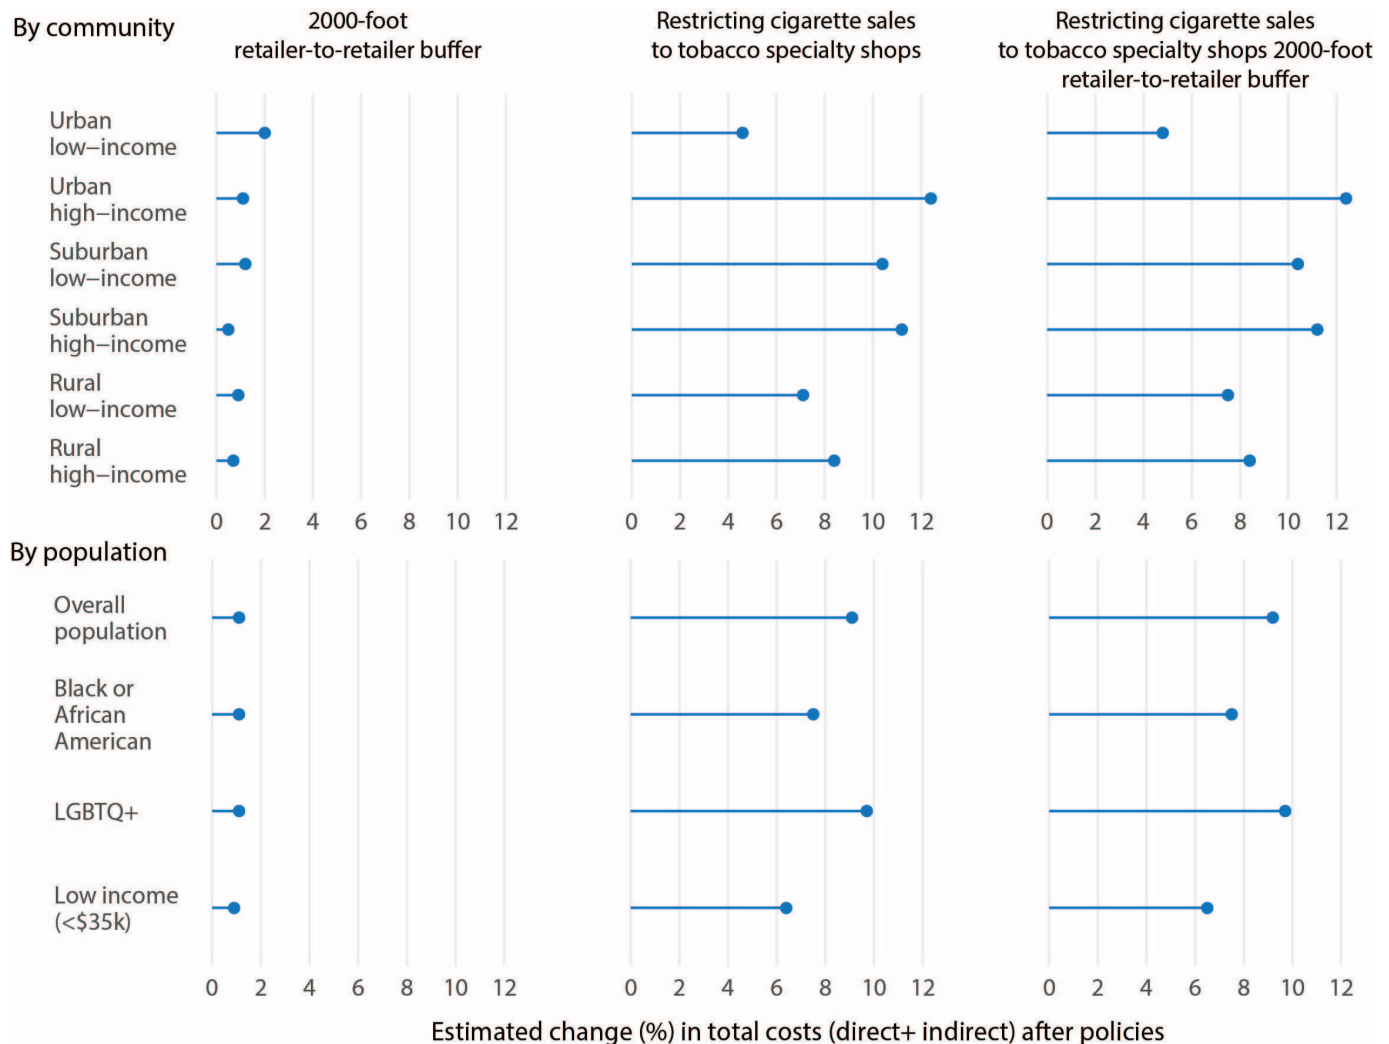 By community
2000-foot
retailer-to-retailer buffer
Restricting cigarette sales
to tobacco specialty shops
Restricting cigarette sales
to tobacco specialty shops 2000-foot
retailer-to-retailer buffer
Urban
low−income
Urban
high−income
Suburban
low−income
Suburban
high−income
Rural
low−income
Rural
high−income
0 2 4 6 8 10 12
0 2 4 6 8 10 12
0 2 4 6 8 10 12
By population
Overall
population
Black or
African
American
LGBTQ+
Low income
(<$35k)
0 2 4 6 8 10 12
0 2 4 6 8 10 12
0 2 4 6 8 10 12
Estimated change (%) in total costs (direct+ indirect) after policies